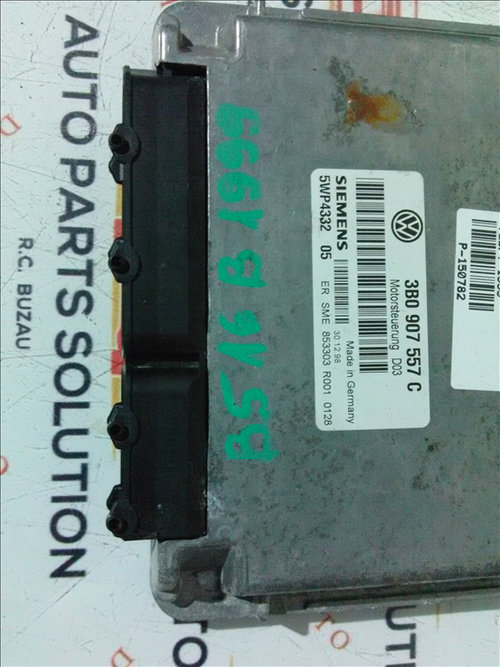 AUTO PARTS SOLUTION
R.C. BUZAU
B5 1.6 B 1999
3B0 907 557 C
Motorsteuerung D03
SIEMENS
5WP4332 05
Made in Germany
30.12.98
ER SME 853303 R001 0128
P-150782